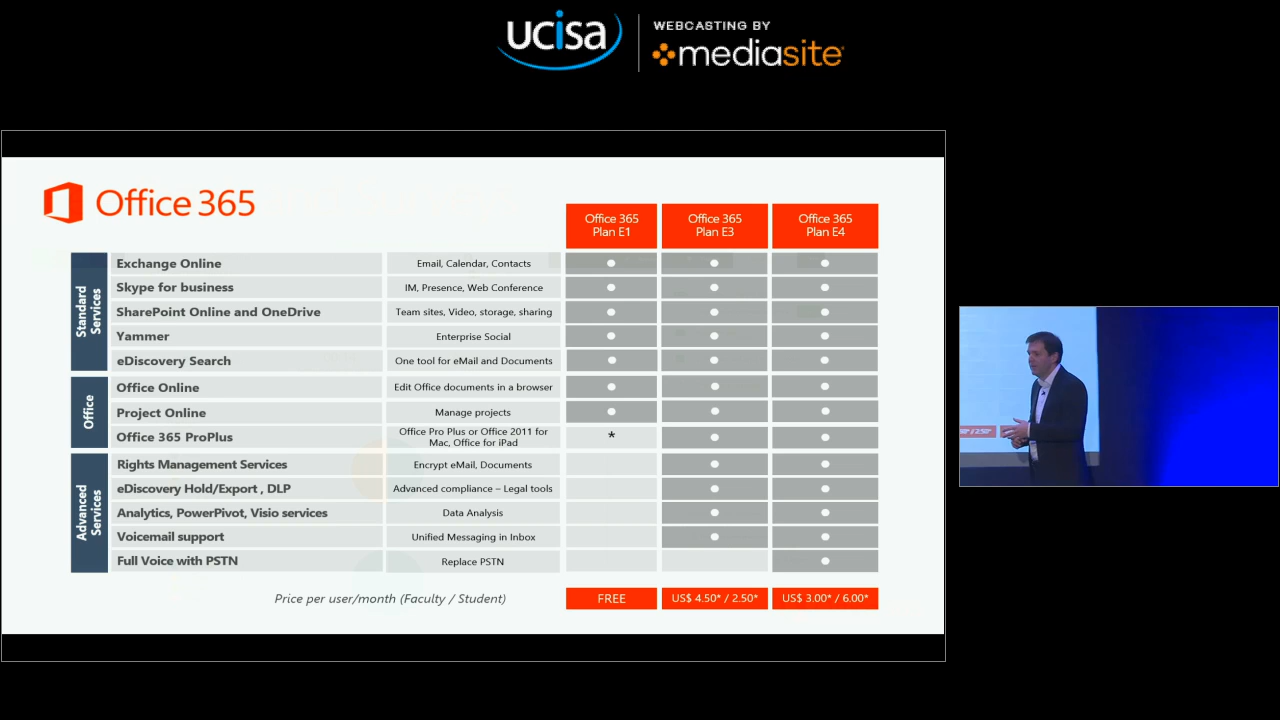 ucisa
WEBCASTING BY
mediasite
Office 365
Office 365
Plan E1
Office 365
Plan E3
Office 365
Plan E4
Standard
Services
Exchange Online
Email, Calendar, Contacts
Skype for business
IM, Presence, Web Conference
SharePoint Online and OneDrive
Team sites, Video, storage, sharing
Yammer
Enterprise Social
eDiscovery Search
One tool for eMail and Documents
Office
Office Online
Edit Office documents in a browser
Project Online
Manage projects
Office 365 ProPlus
Office Pro Plus or Office 2011 for
Mac, Office for iPad
*
Advanced
Services
Rights Management Services
Encrypt eMail, Documents
eDiscovery Hold/Export , DLP
Advanced compliance – Legal tools
Analytics, PowerPivot, Visio services
Data Analysis
Voicemail support
Unified Messaging in Inbox
Full Voice with PSTN
Replace PSTN
Price per user/month (Faculty / Student)
FREE
US$ 4.50* / 2.50*
US$ 3.00* / 6.00*